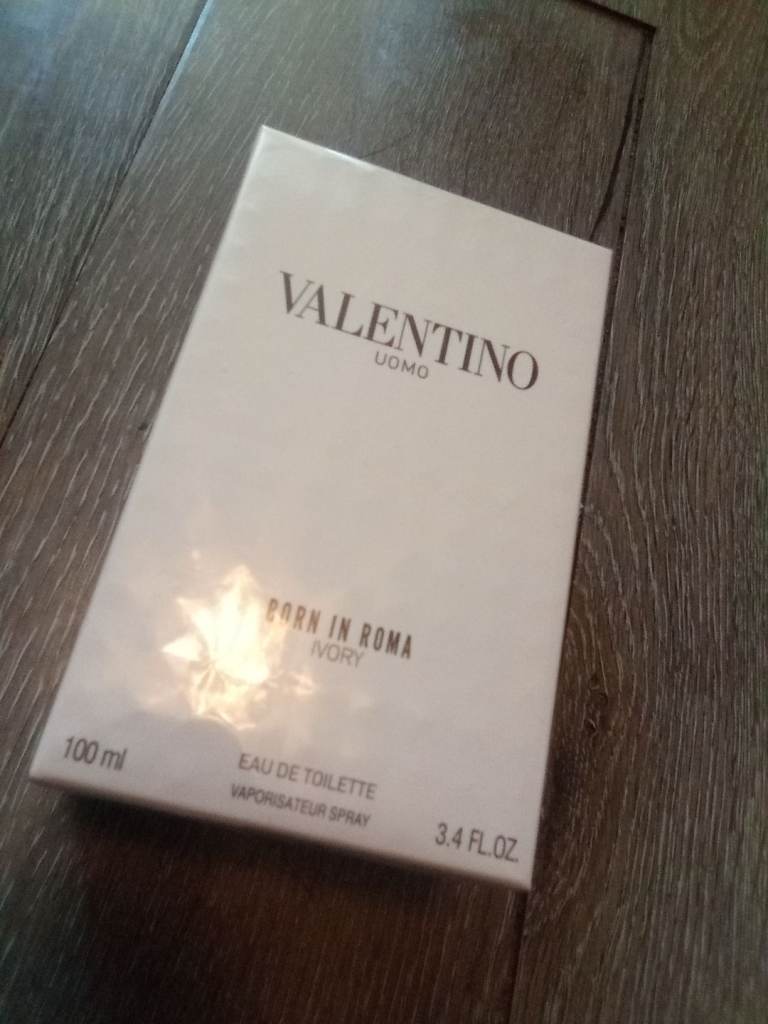 VALENTINO
UOMO
BORN IN ROMA
IVORY
100 ml
EAU DE TOILETTE
VAPORISATEUR SPRAY
3.4 FL.OZ.